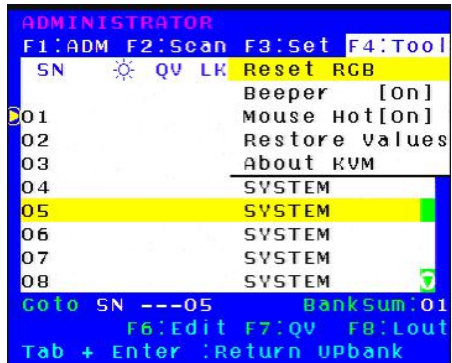 ADMINISTRATOR
F1:ADM F2:Scan F3:Set F4:Tool
SN QV LK Reset RGB
Beeper [On]
01 Mouse Hot[On]
02 Restore Values
03 About KVM
04 SYSTEM
05 SYSTEM
06 SYSTEM
07 SYSTEM
08 SYSTEM
Goto SN ---05 BankSum:01
F6:Edit F7:QV F8:Lout
Tab + Enter :Return UPbank